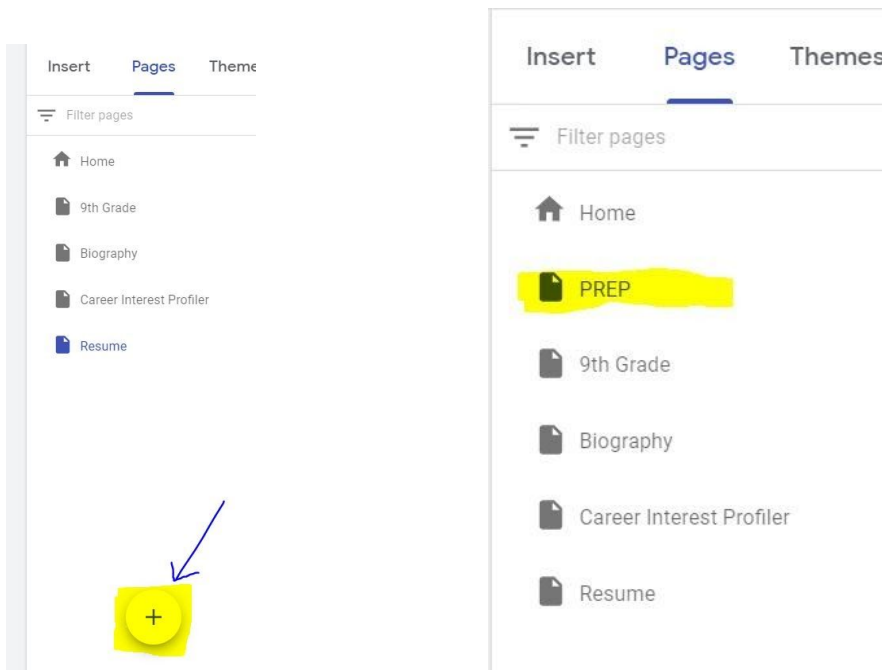 Insert Pages Theme
Filter pages
Home
9th Grade
Biography
Career Interest Profiler
Resume
+
Insert Pages Themes
Filter pages
Home
PREP
9th Grade
Biography
Career Interest Profiler
Resume